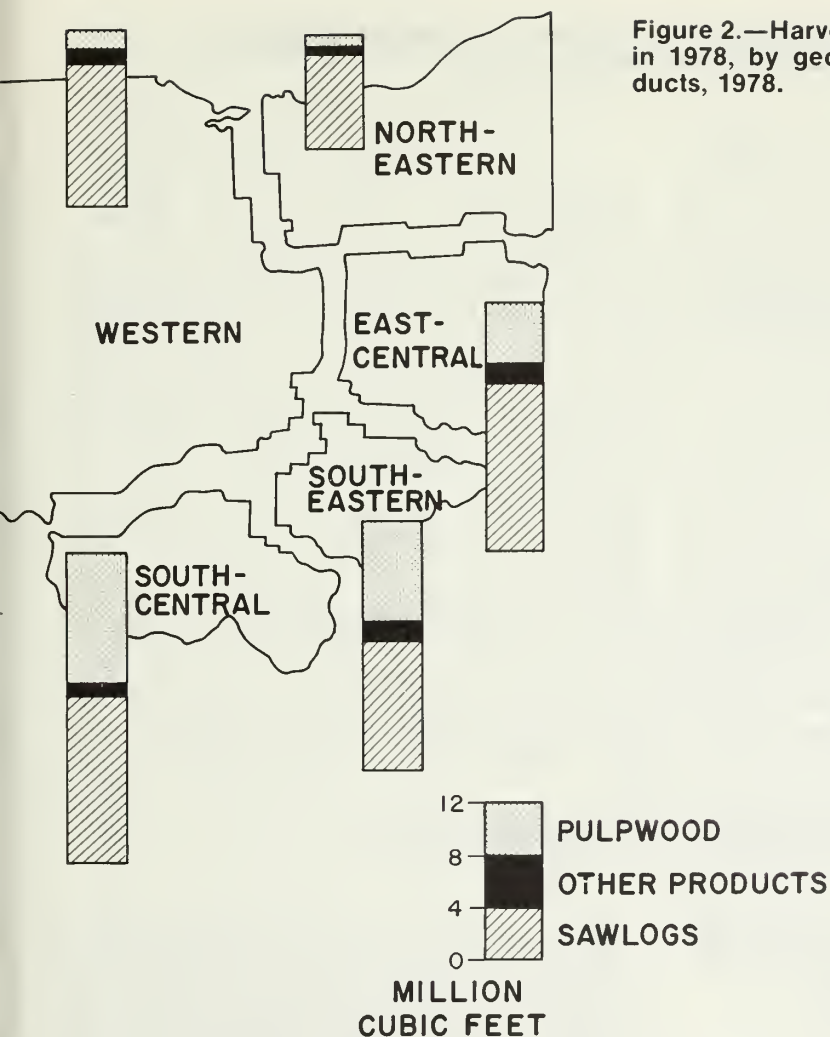 Figure 2.—Harv
in 1978, by geo
ducts, 1978.
NORTH-
EASTERN
WESTERN
EAST-
CENTRAL
SOUTH-
EASTERN
SOUTH-
CENTRAL
12
8
4
0
PULPWOOD
OTHER PRODUCTS
SAWLOGS
MILLION
CUBIC FEET